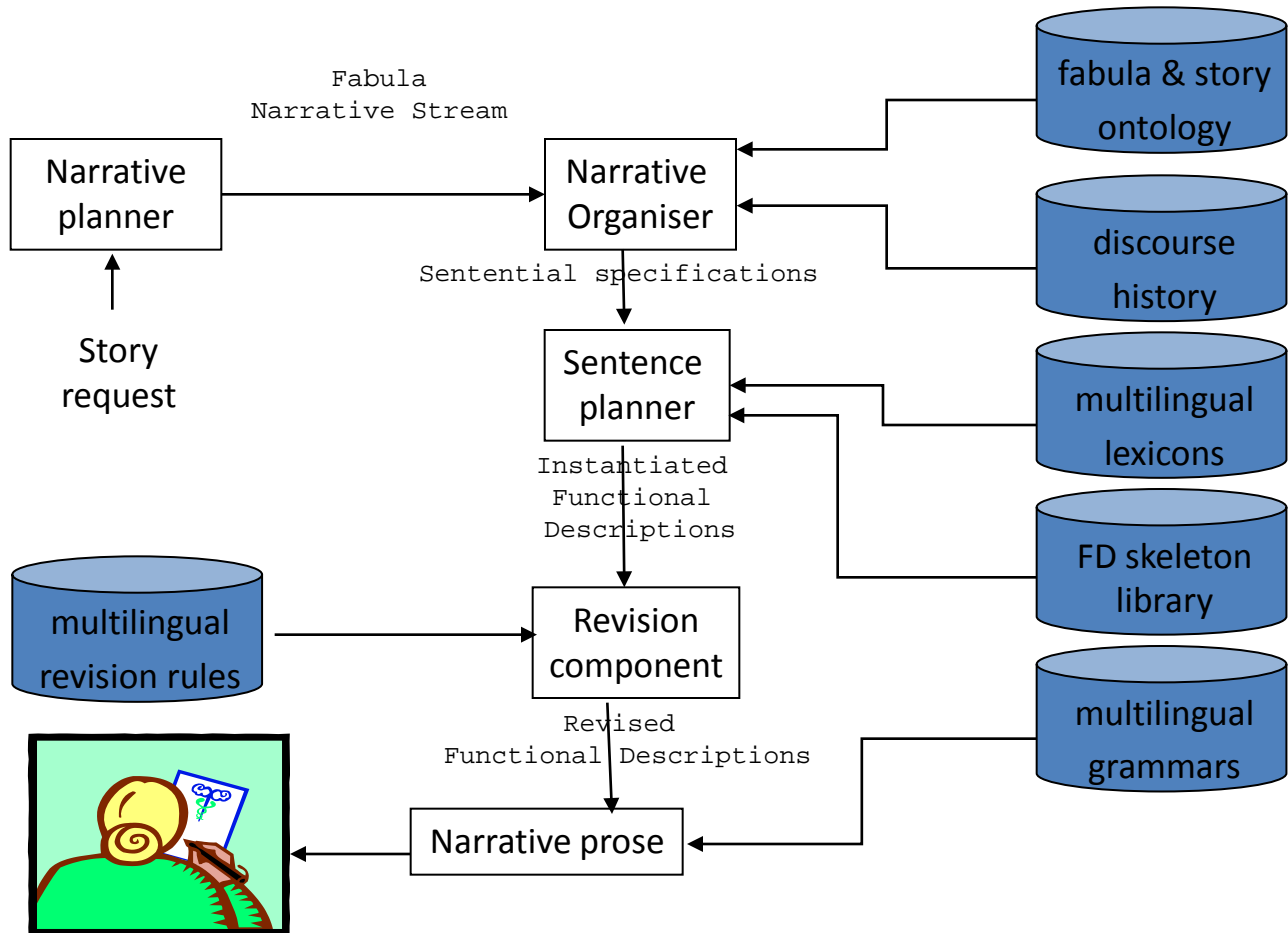 Fabula
Narrative Stream
fabula & story
ontology
Narrative
planner
Narrative
Organiser
discourse
history
Sentential specifications
Story
request
Sentence
planner
multilingual
lexicons
Instantiated
Functional
Descriptions
FD skeleton
library
multilingual
revision rules
Revision
component
Revised
Functional Descriptions
multilingual
grammars
Narrative prose